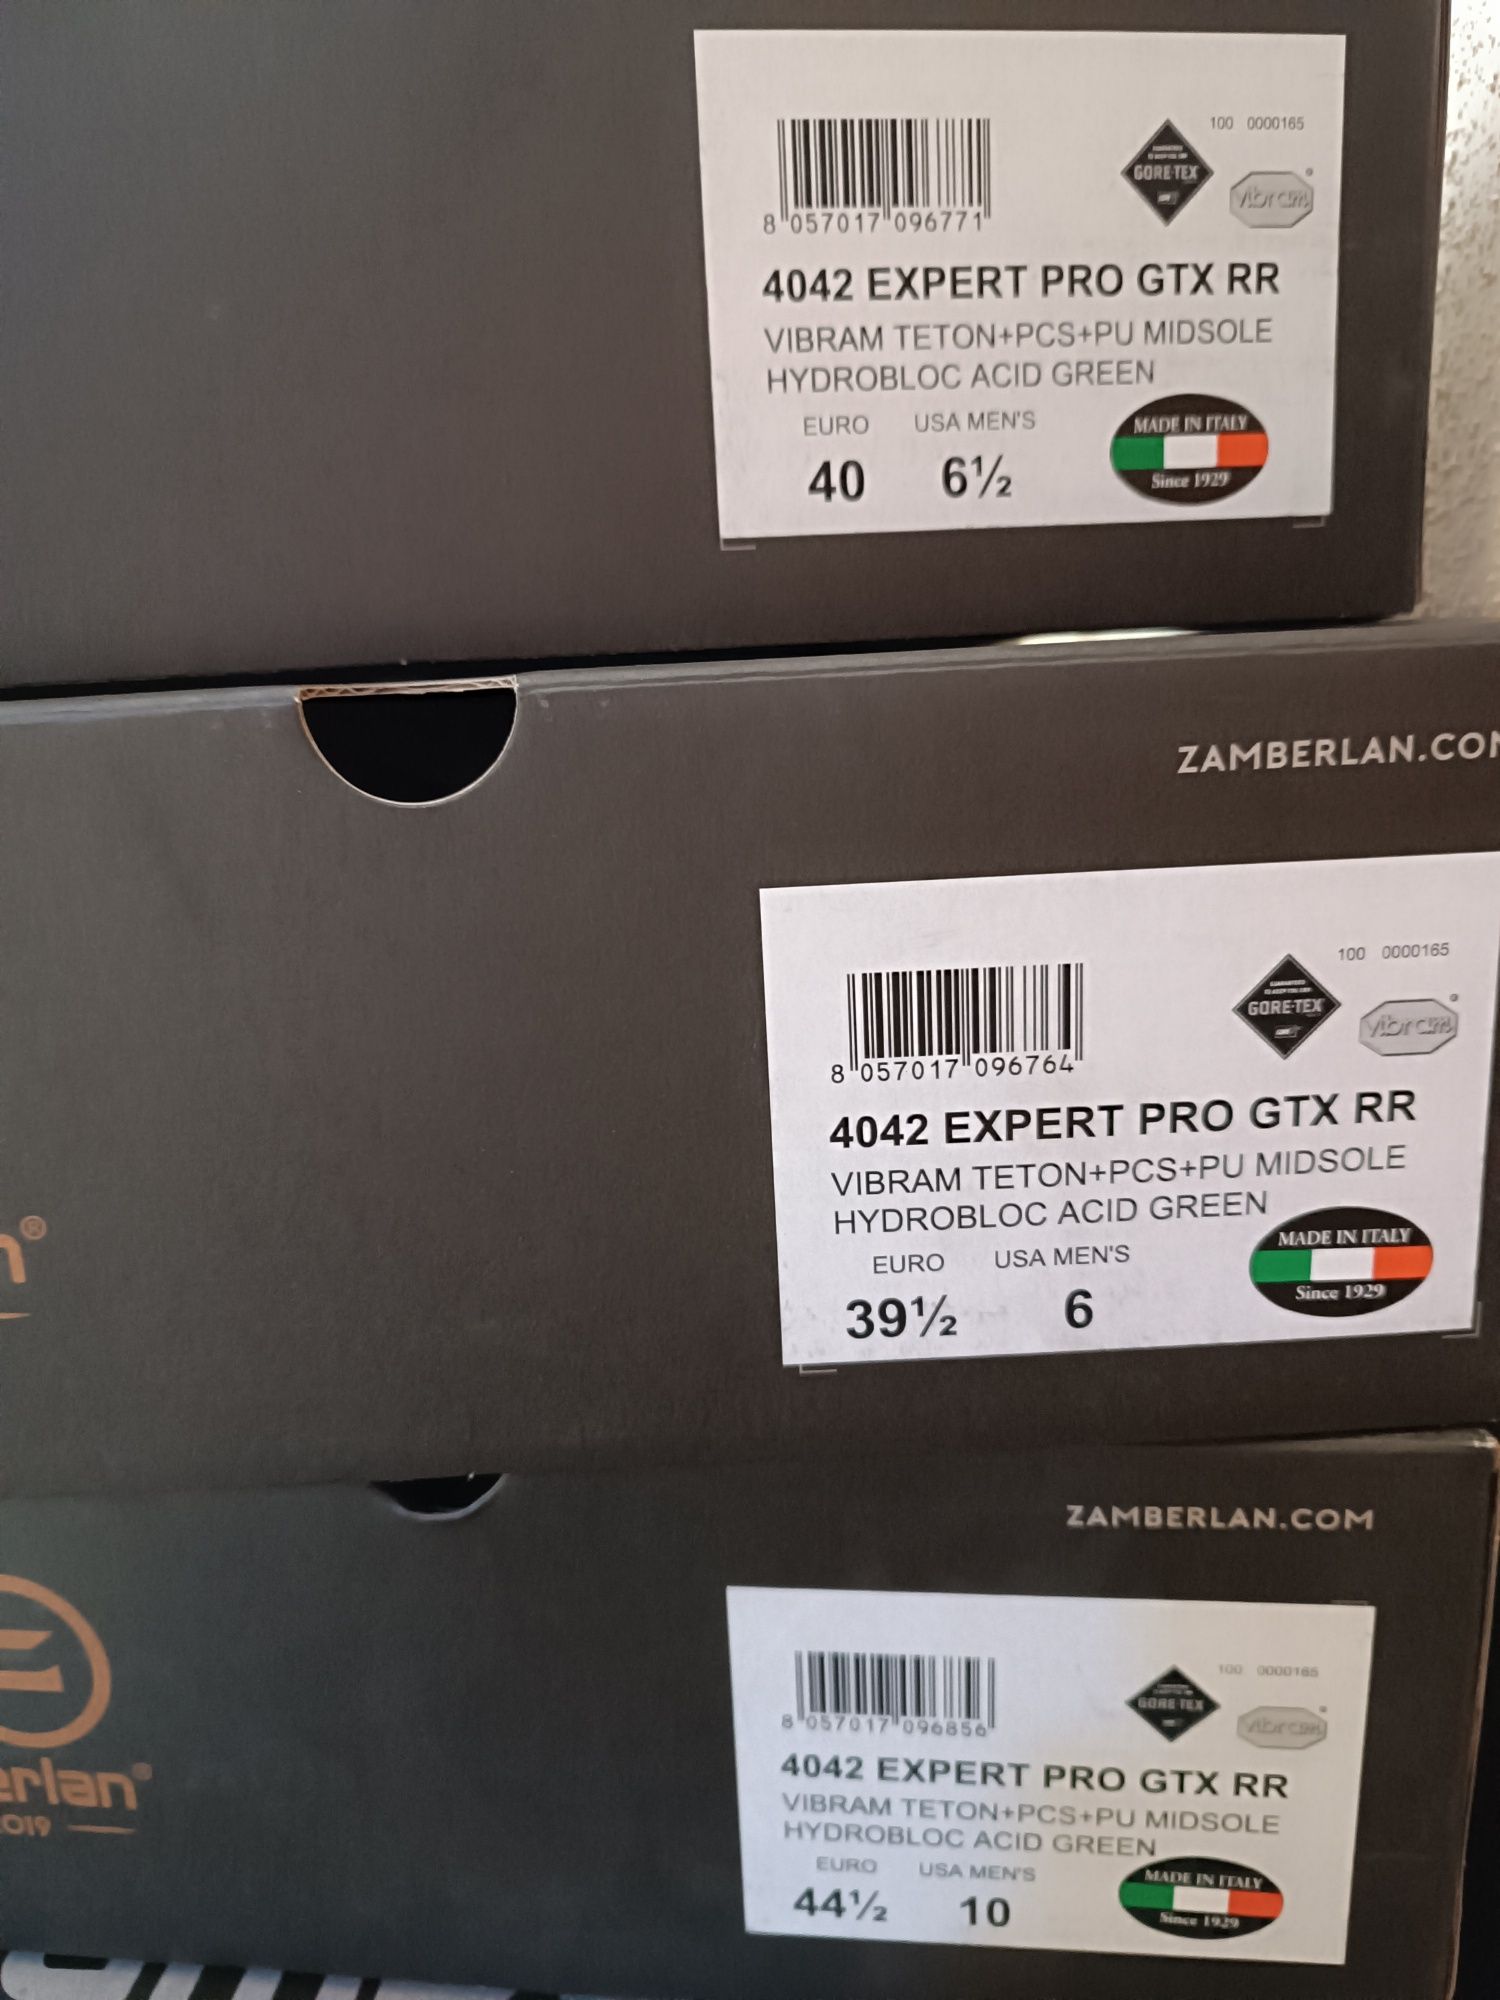 100 0000165
GORE-TEX
vibram
8 057017 096771
4042 EXPERT PRO GTX RR
VIBRAM TETON+PCS+PU MIDSOLE
HYDROBLOC ACID GREEN
EURO USA MEN'S
MADE IN ITALY
40 6½
Since 1929
ZAMBERLAN.COM
100 0000165
GORE-TEX
vibram
8 057017 096764
4042 EXPERT PRO GTX RR
VIBRAM TETON+PCS+PU MIDSOLE
HYDROBLOC ACID GREEN
EURO USA MEN'S
MADE IN ITALY
39½ 6
Since 1929
n®
ZAMBERLAN.COM
100 0000165
GORE-TEX
vibram
8 057017 096856
4042 EXPERT PRO GTX RR
VIBRAM TETON+PCS+PU MIDSOLE
HYDROBLOC ACID GREEN
EURO USA MEN'S
MADE IN ITALY
44½ 10
Since 1929
erlan®
2019